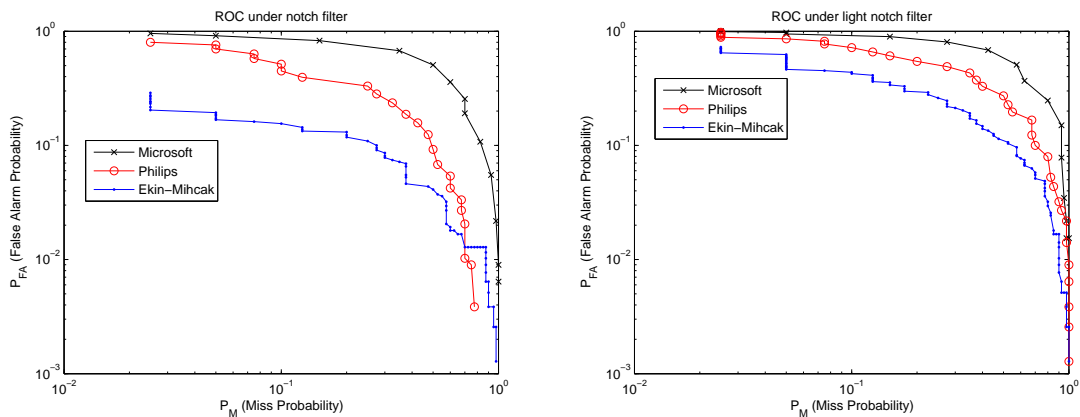 ROC under notch filter
10^0
10^-1
10^-2
10^-3
P_FA (False Alarm Probability)
Microsoft
Philips
Ekin−Mihcak
10^-2
10^-1
10^0
P_M (Miss Probability)
ROC under light notch filter
10^0
10^-1
10^-2
10^-3
P_FA (False Alarm Probability)
Microsoft
Philips
Ekin−Mihcak
10^-2
10^-1
10^0
P_M (Miss Probability)